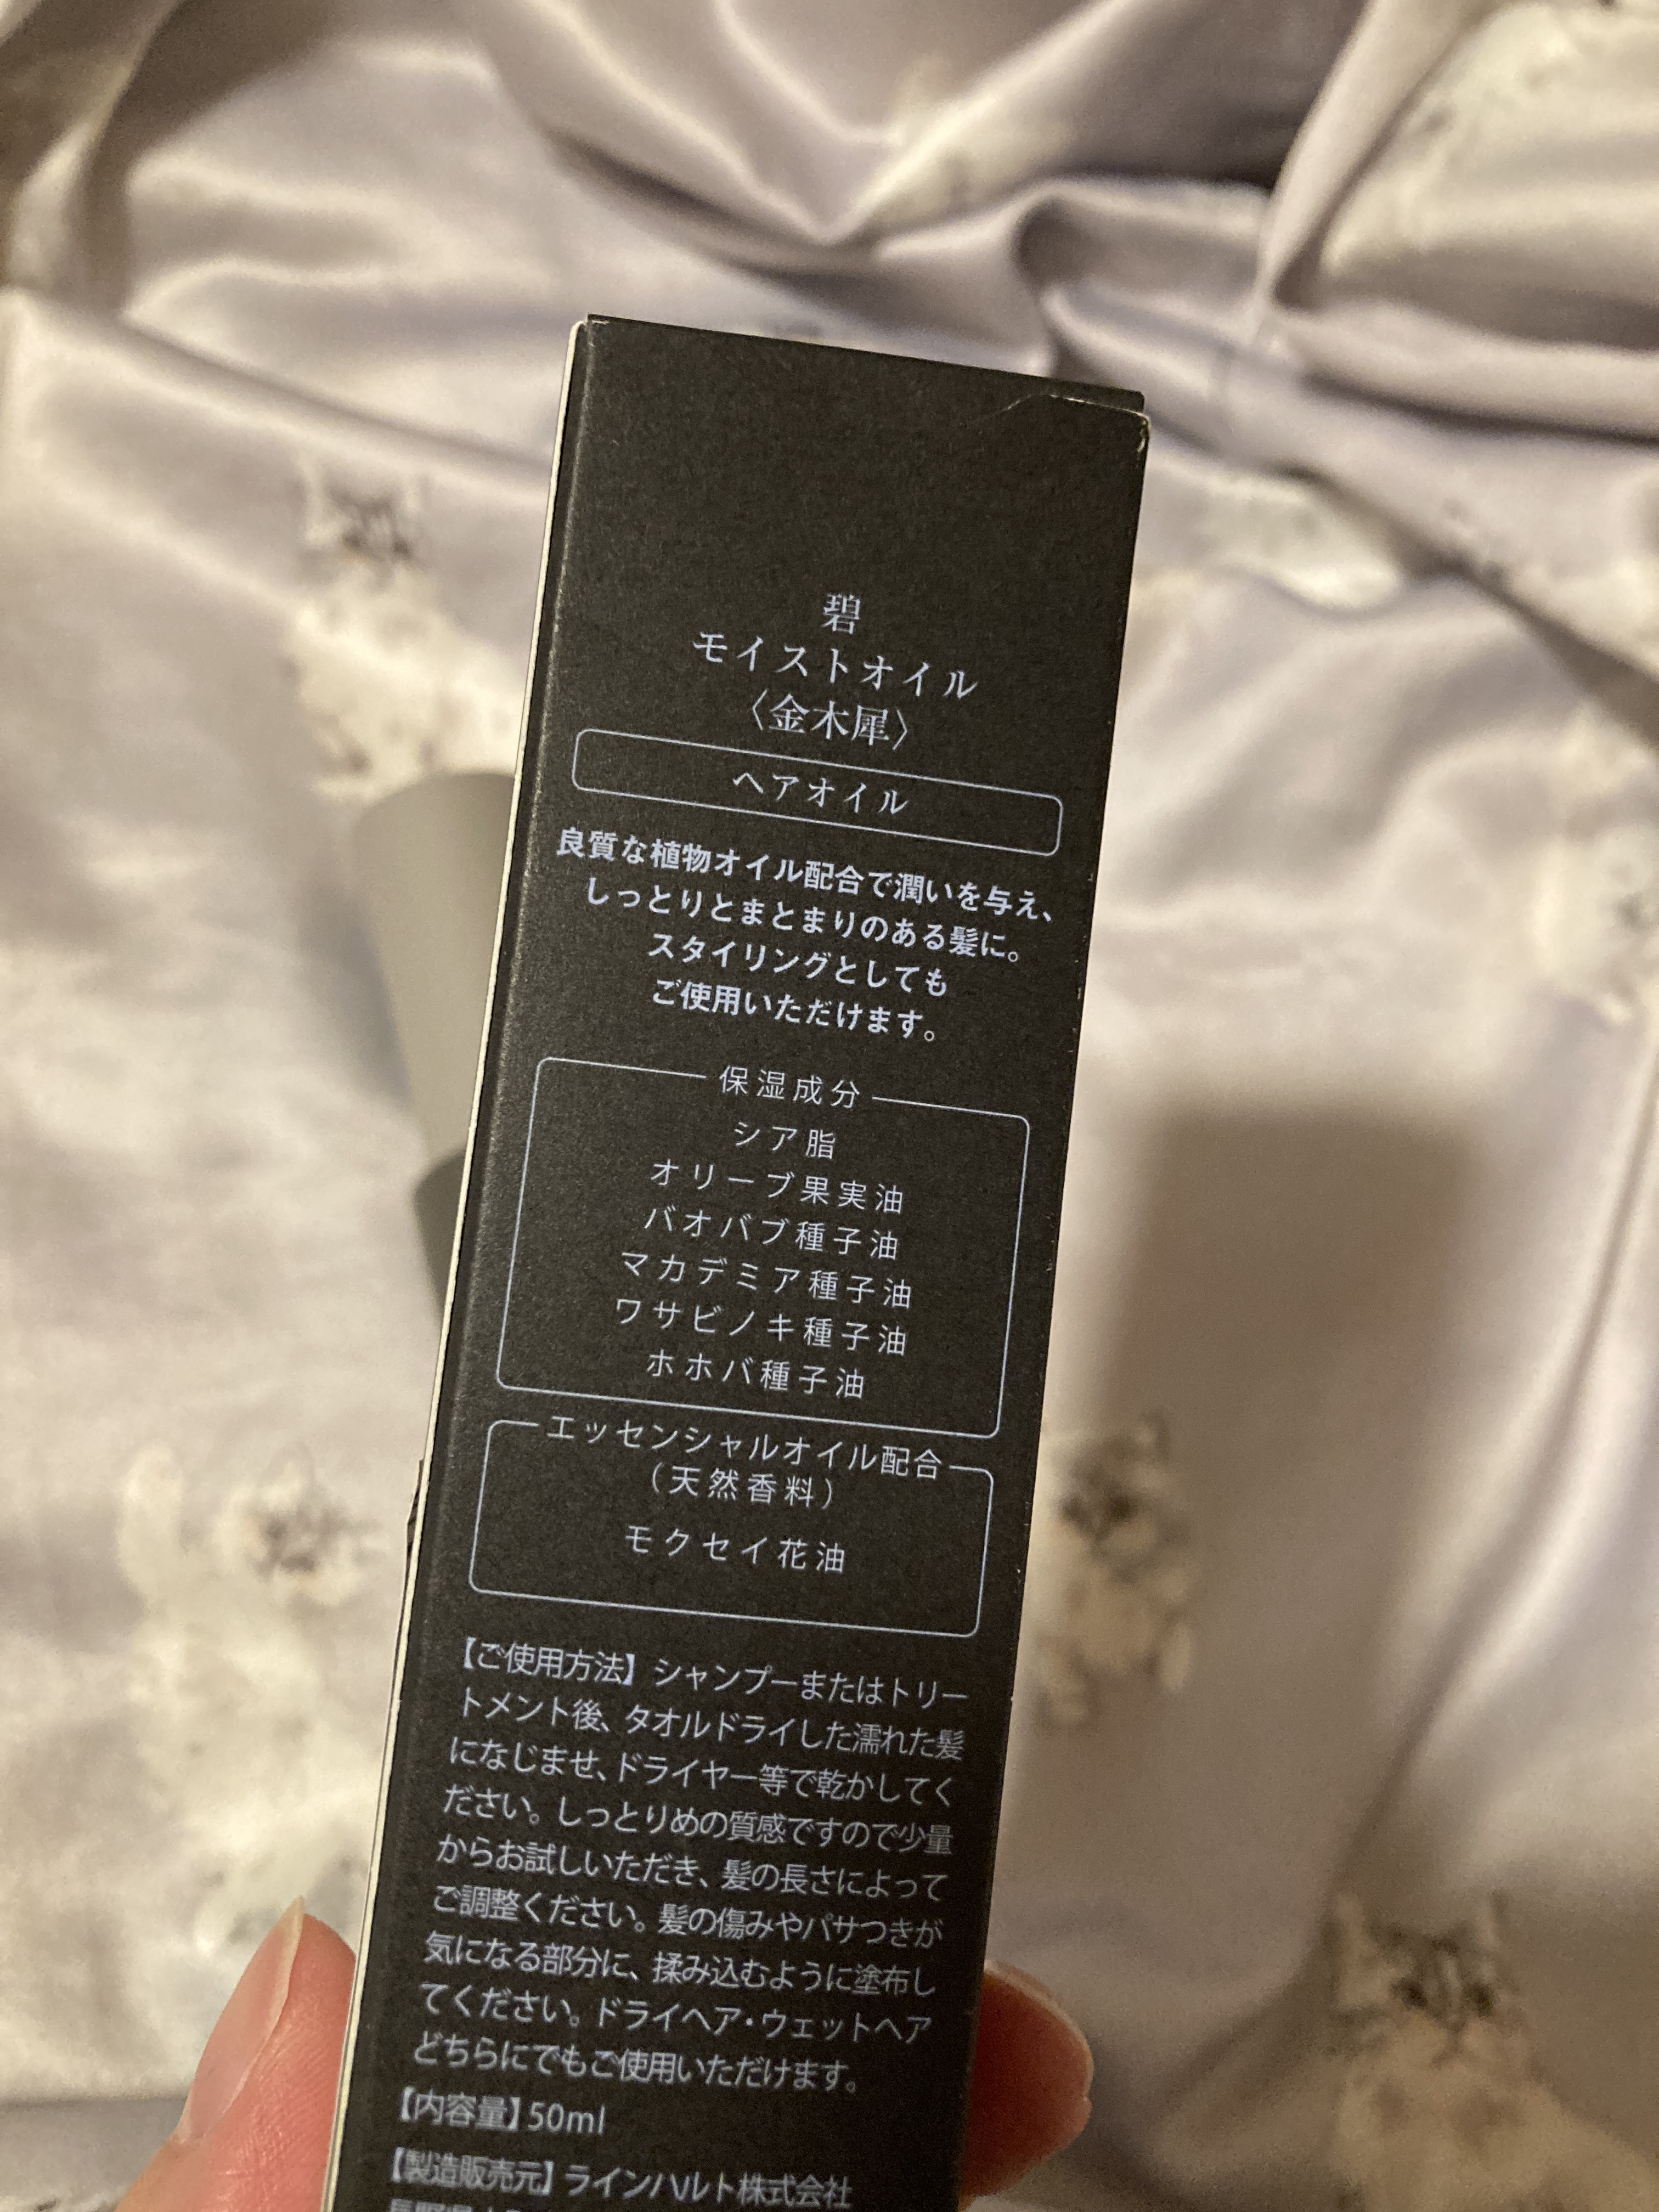 碧
モイストオイル
〈金木犀〉
ヘアオイル
良質な植物オイル配合で潤いを与え、
しっとりとまとまりのある髪に。
スタイリングとしても
ご使用いただけます。
保湿成分
シア脂
オリーブ果実油
バオバブ種子油
マカデミア種子油
ワサビノキ種子油
ホホバ種子油
エッセンシャルオイル配合
（天然香料）
モクセイ花油
【ご使用方法】シャンプーまたはトリー
トメント後、タオルドライした濡れた髪
になじませ、ドライヤー等で乾かしてく
ださい。しっとりめの質感ですので少量
からお試しいただき、髪の長さによって
ご調整ください。髪の傷みやパサつきが
気になる部分に、揉み込むように塗布し
てください。ドライヘア・ウェットヘア
どちらにでもご使用いただけます。
【内容量】50ml
【製造販売元】ラインハルト株式会社